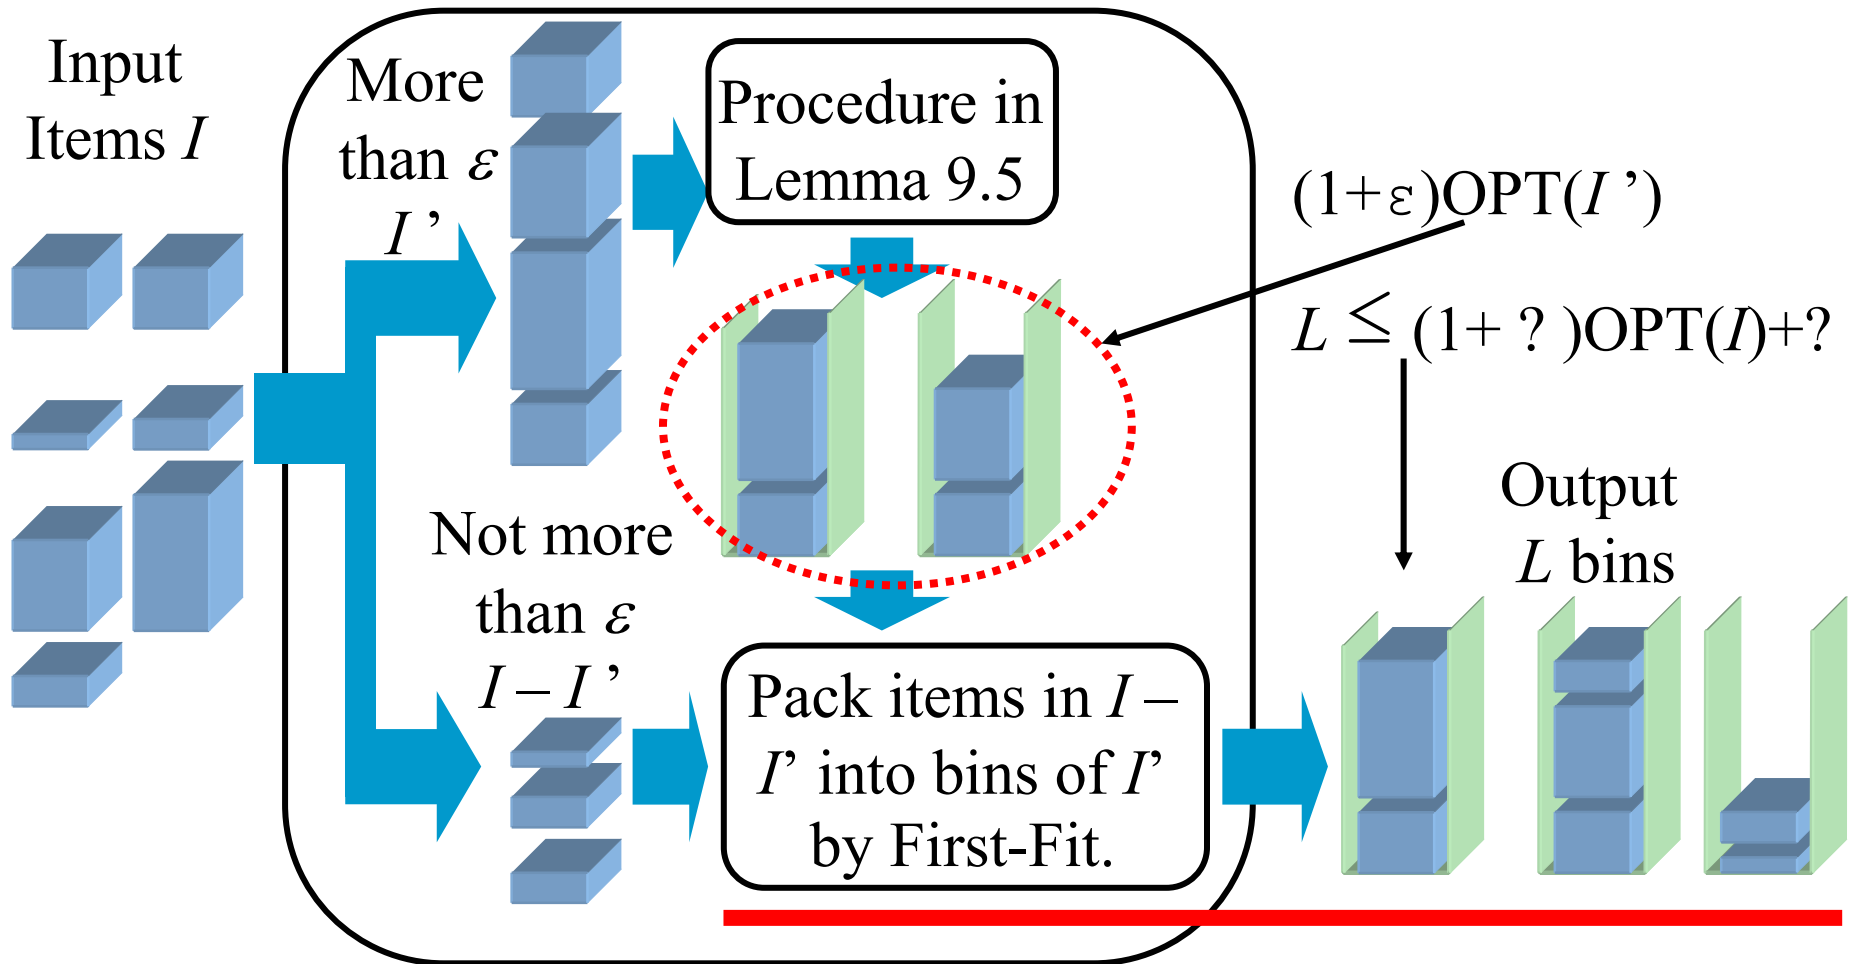 Input
Items I
More
than ε
I ’
Procedure in
Lemma 9.5
(1+ε)OPT(I ’)
L ≦ (1+ ? )OPT(I)+?
Not more
than ε
I – I ’
Pack items in I –
I’ into bins of I’
by First-Fit.
Output
L bins